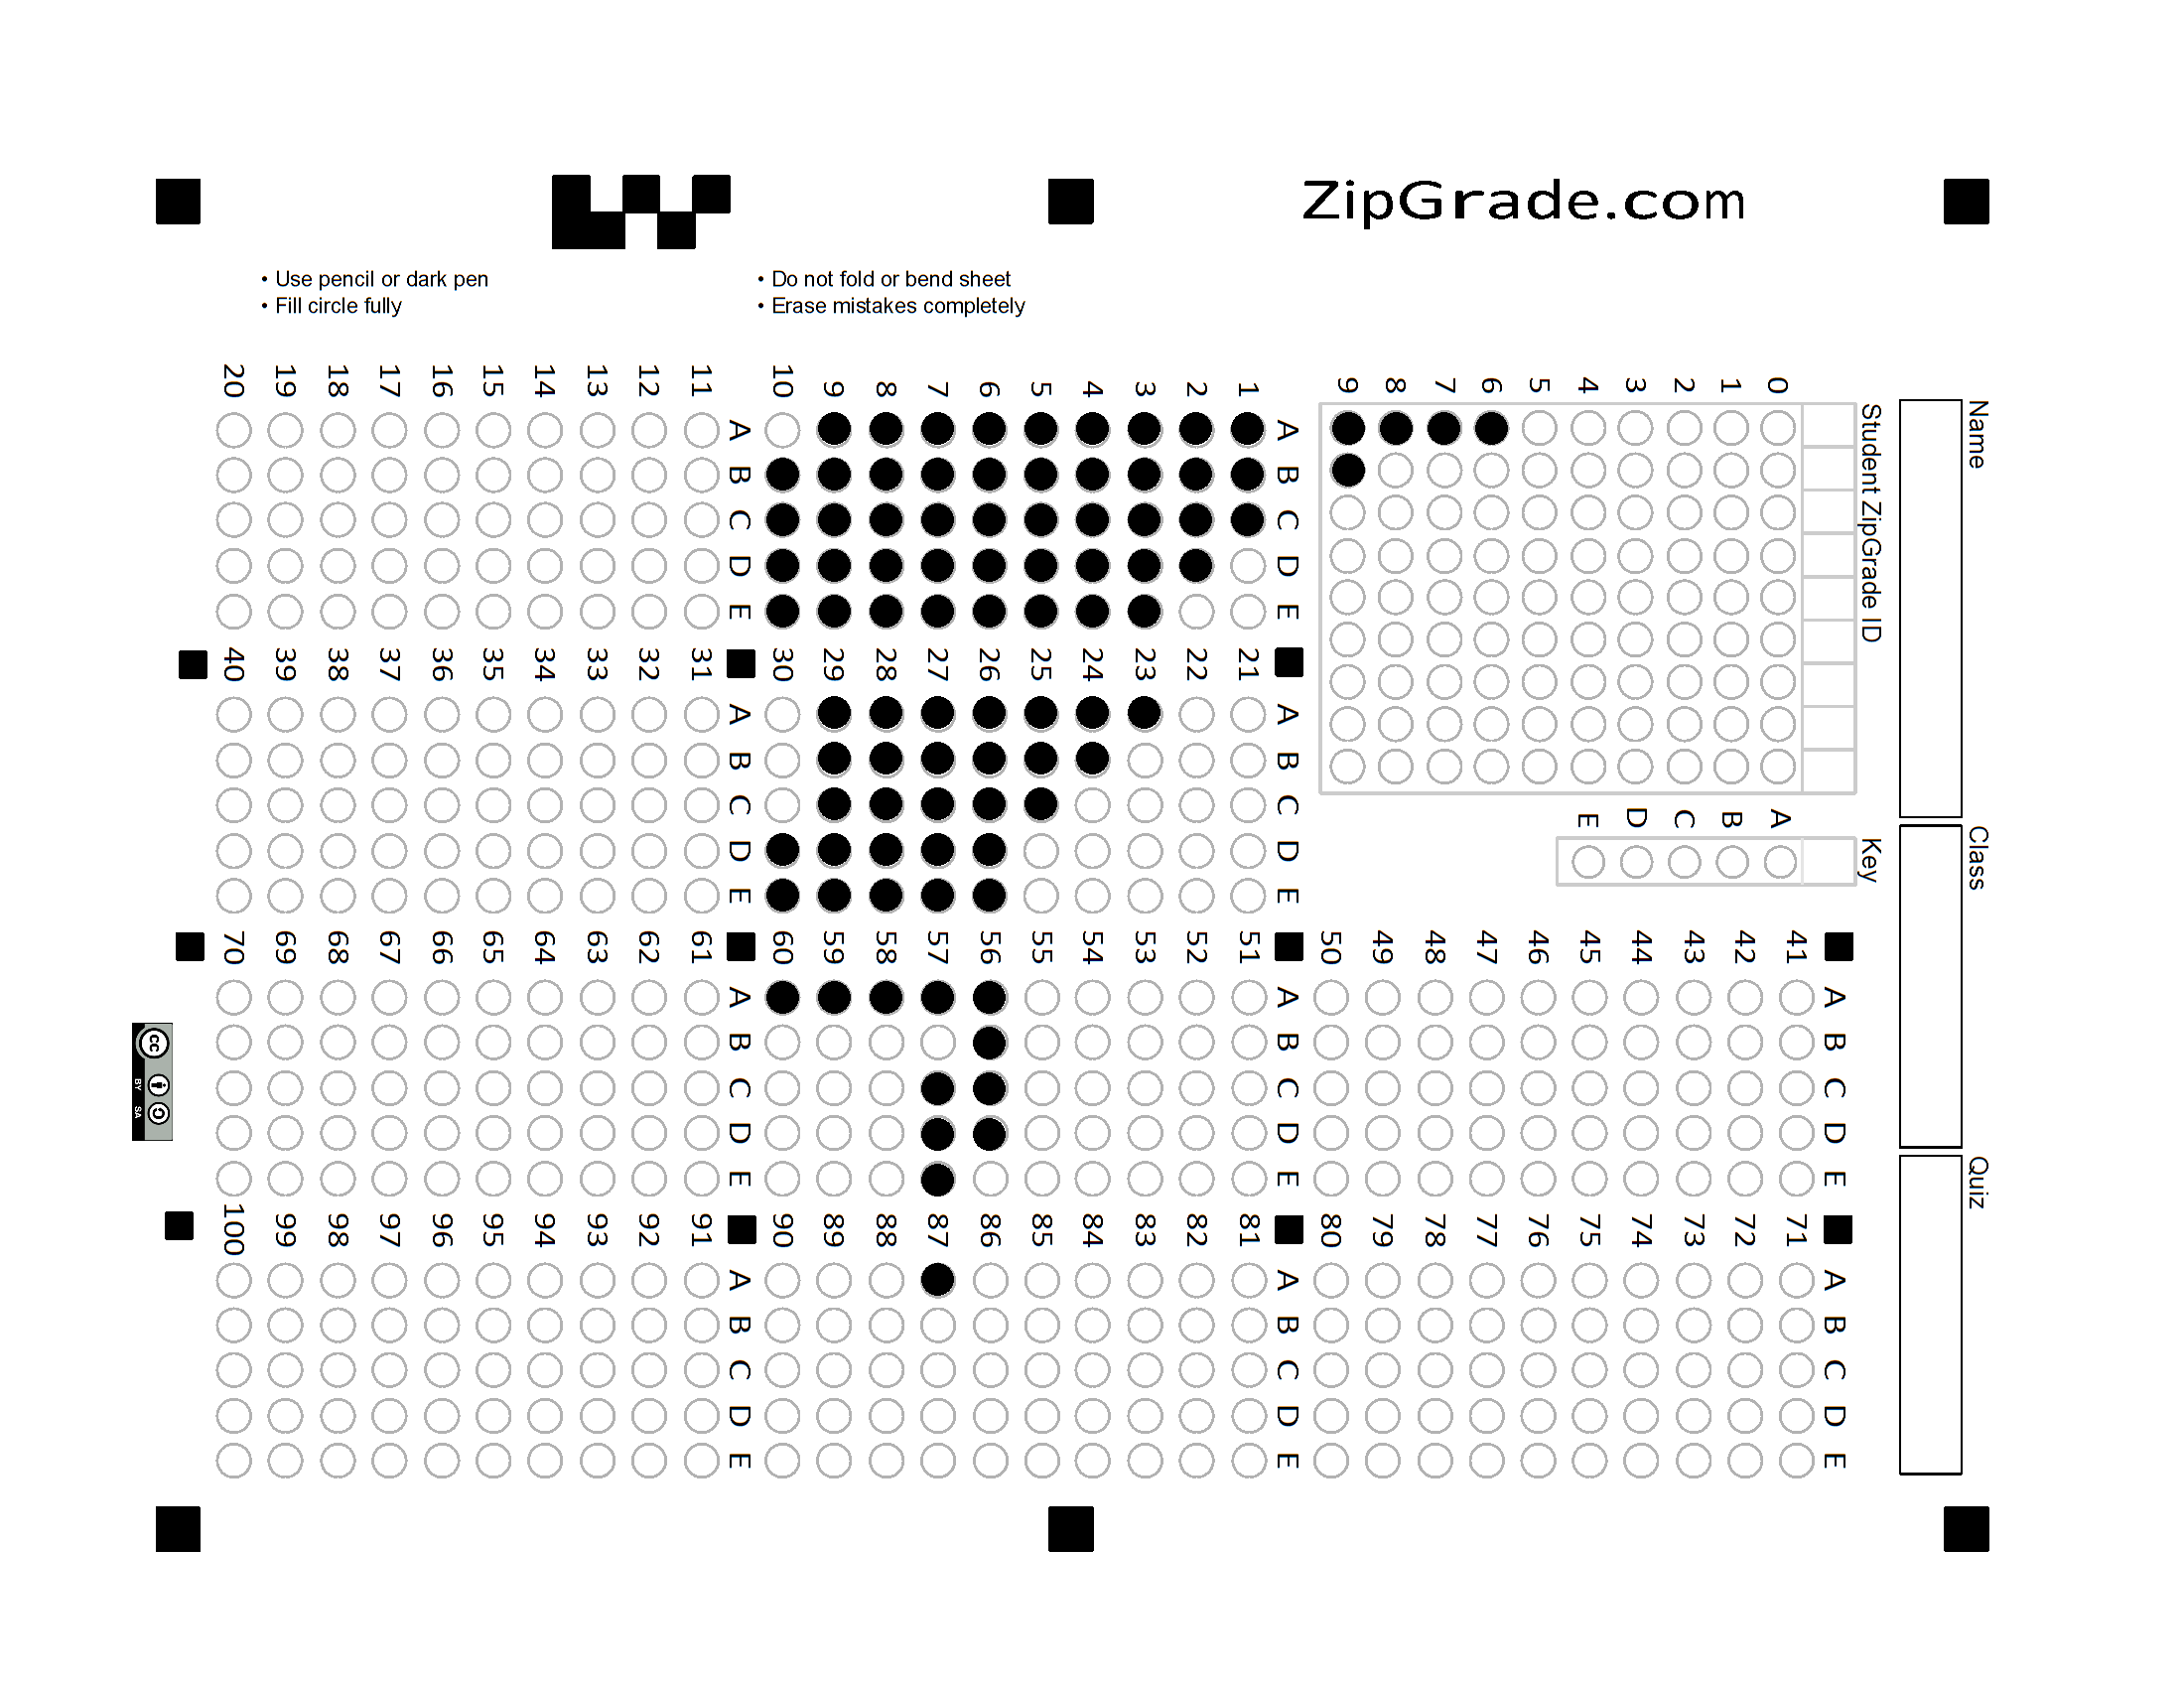 ZipGrade.com
• Use pencil or dark pen
• Fill circle fully
• Do not fold or bend sheet
• Erase mistakes completely
Name
Class
Quiz
Student ZipGrade ID
0 1 2 3 4 5 6 7 8 9
Key
A B C D E
A B C D E
1 2 3 4 5 6 7 8 9 10
A B C D E
11 12 13 14 15 16 17 18 19 20
A B C D E
21 22 23 24 25 26 27 28 29 30
A B C D E
31 32 33 34 35 36 37 38 39 40
A B C D E
41 42 43 44 45 46 47 48 49 50
A B C D E
51 52 53 54 55 56 57 58 59 60
A B C D E
61 62 63 64 65 66 67 68 69 70
A B C D E
71 72 73 74 75 76 77 78 79 80
A B C D E
81 82 83 84 85 86 87 88 89 90
A B C D E
91 92 93 94 95 96 97 98 99 100
A B C D E
cc BY SA